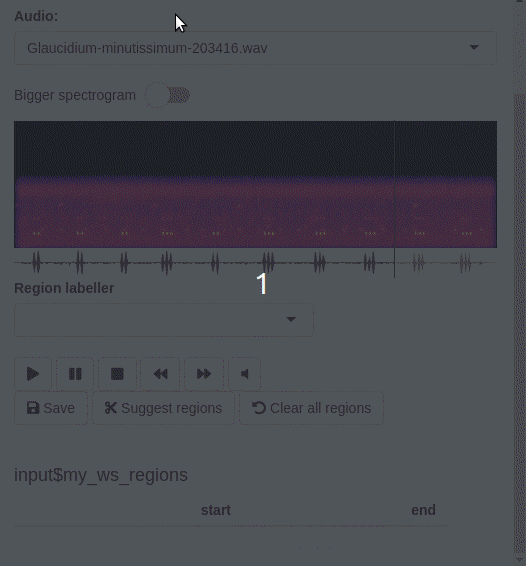 Audio:
Glaucidium-minutissimum-203416.wav
Bigger spectrogram
1
Region labeller
Save Suggest regions Clear all regions
input$my_ws_regions
start end